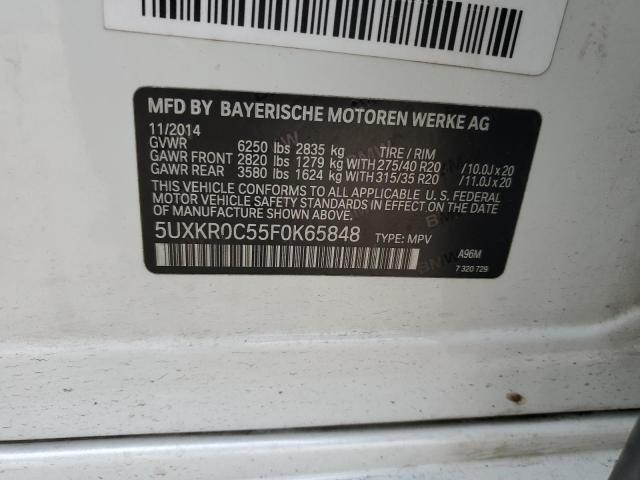 MFD BY BAYERISCHE MOTOREN WERKE AG
11/2014
GVWR 6250 lbs 2835 kg TIRE / RIM
GAWR FRONT 2820 lbs 1279 kg WITH 275/40 R20 /10.0J x 20
GAWR REAR 3580 lbs 1624 kg WITH 315/35 R20 /11.0J x 20
THIS VEHICLE CONFORMS TO ALL APPLICABLE U.S. FEDERAL
MOTOR VEHICLE SAFETY STANDARDS IN EFFECT ON THE DATE OF
MANUFACTURE SHOWN ABOVE.
5UXKR0C55F0K65848 TYPE: MPV
A96M
7 320 729